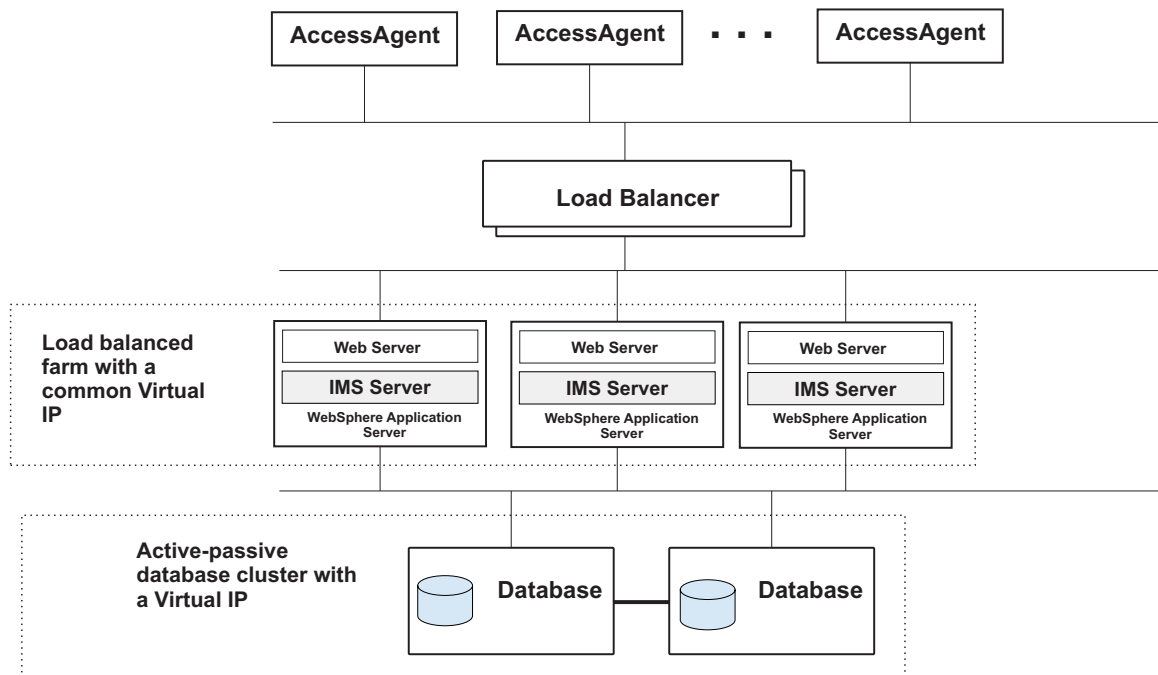 AccessAgent
AccessAgent
. . .
AccessAgent
Load Balancer
Load balanced
farm with a
common Virtual
IP
Web Server
IMS Server
WebSphere Application
Server
Web Server
IMS Server
WebSphere Application
Server
Web Server
IMS Server
WebSphere Application
Server
Active-passive
database cluster with
a Virtual IP
Database
Database